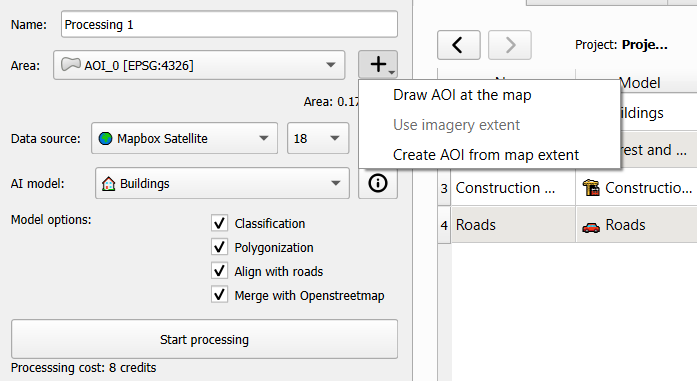 Name: Processing 1
Area: AOI_0 [EPSG:4326]
Area: 0.17
Data source: Mapbox Satellite 18
AI model: Buildings
Model options:
Classification
Polygonization
Align with roads
Merge with Openstreetmap
Start processing
Processsing cost: 8 credits
Draw AOI at the map
Use imagery extent
Create AOI from map extent
Project: Proje...
Model
ildings
rest and ...
3 Construction ... Constructio...
4 Roads Roads